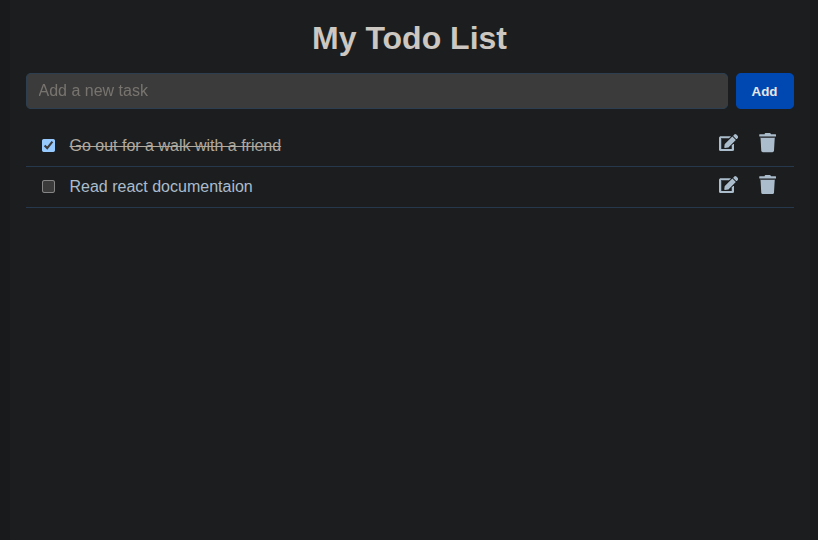 My Todo List
Add a new task
Add
Go out for a walk with a friend
Read react documentaion